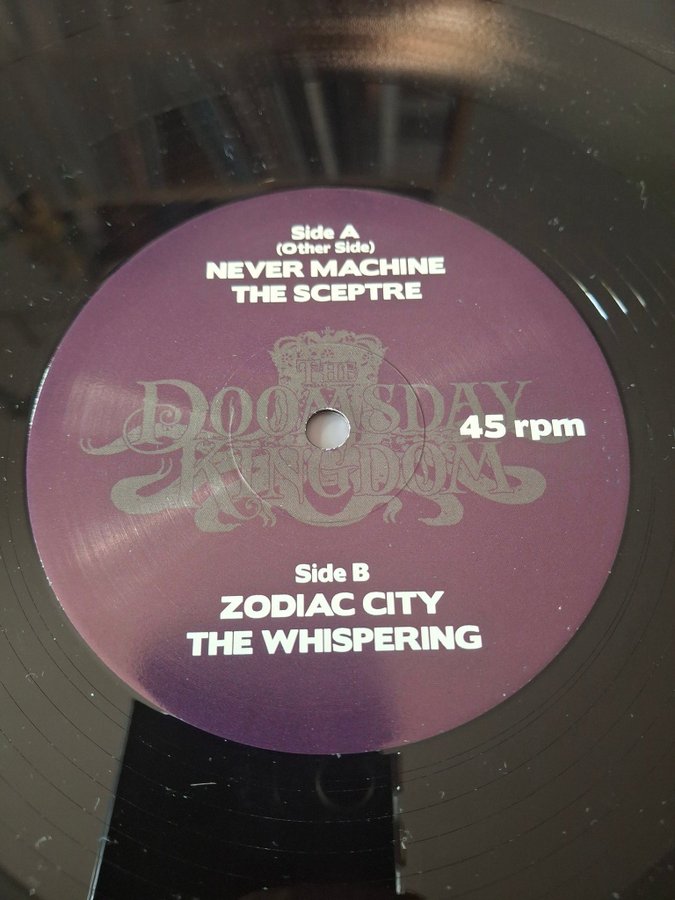 Side A
(Other Side)
NEVER MACHINE
THE SCEPTRE
THE
DOOMSDAY
KINGDOM
45 rpm
Side B
ZODIAC CITY
THE WHISPERING